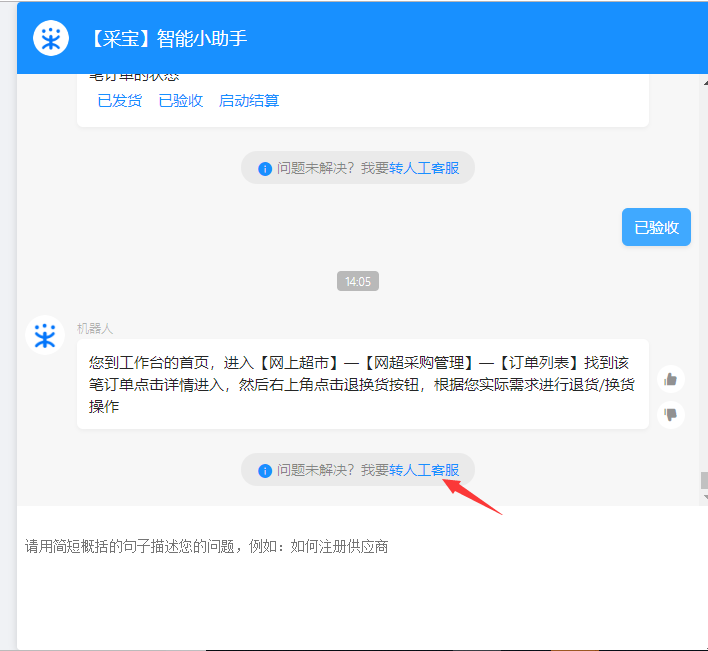 【采宝】智能小助手
笔订单的状态
已发货 已验收 启动结算
问题未解决？我要转人工客服
已验收
14:05
机器人
您到工作台的首页，进入【网上超市】—【网超采购管理】—【订单列表】找到该
笔订单点击详情进入，然后右上角点击退换货按钮，根据您实际需求进行退货/换货
操作
问题未解决？我要转人工客服
请用简短概括的句子描述您的问题，例如：如何注册供应商